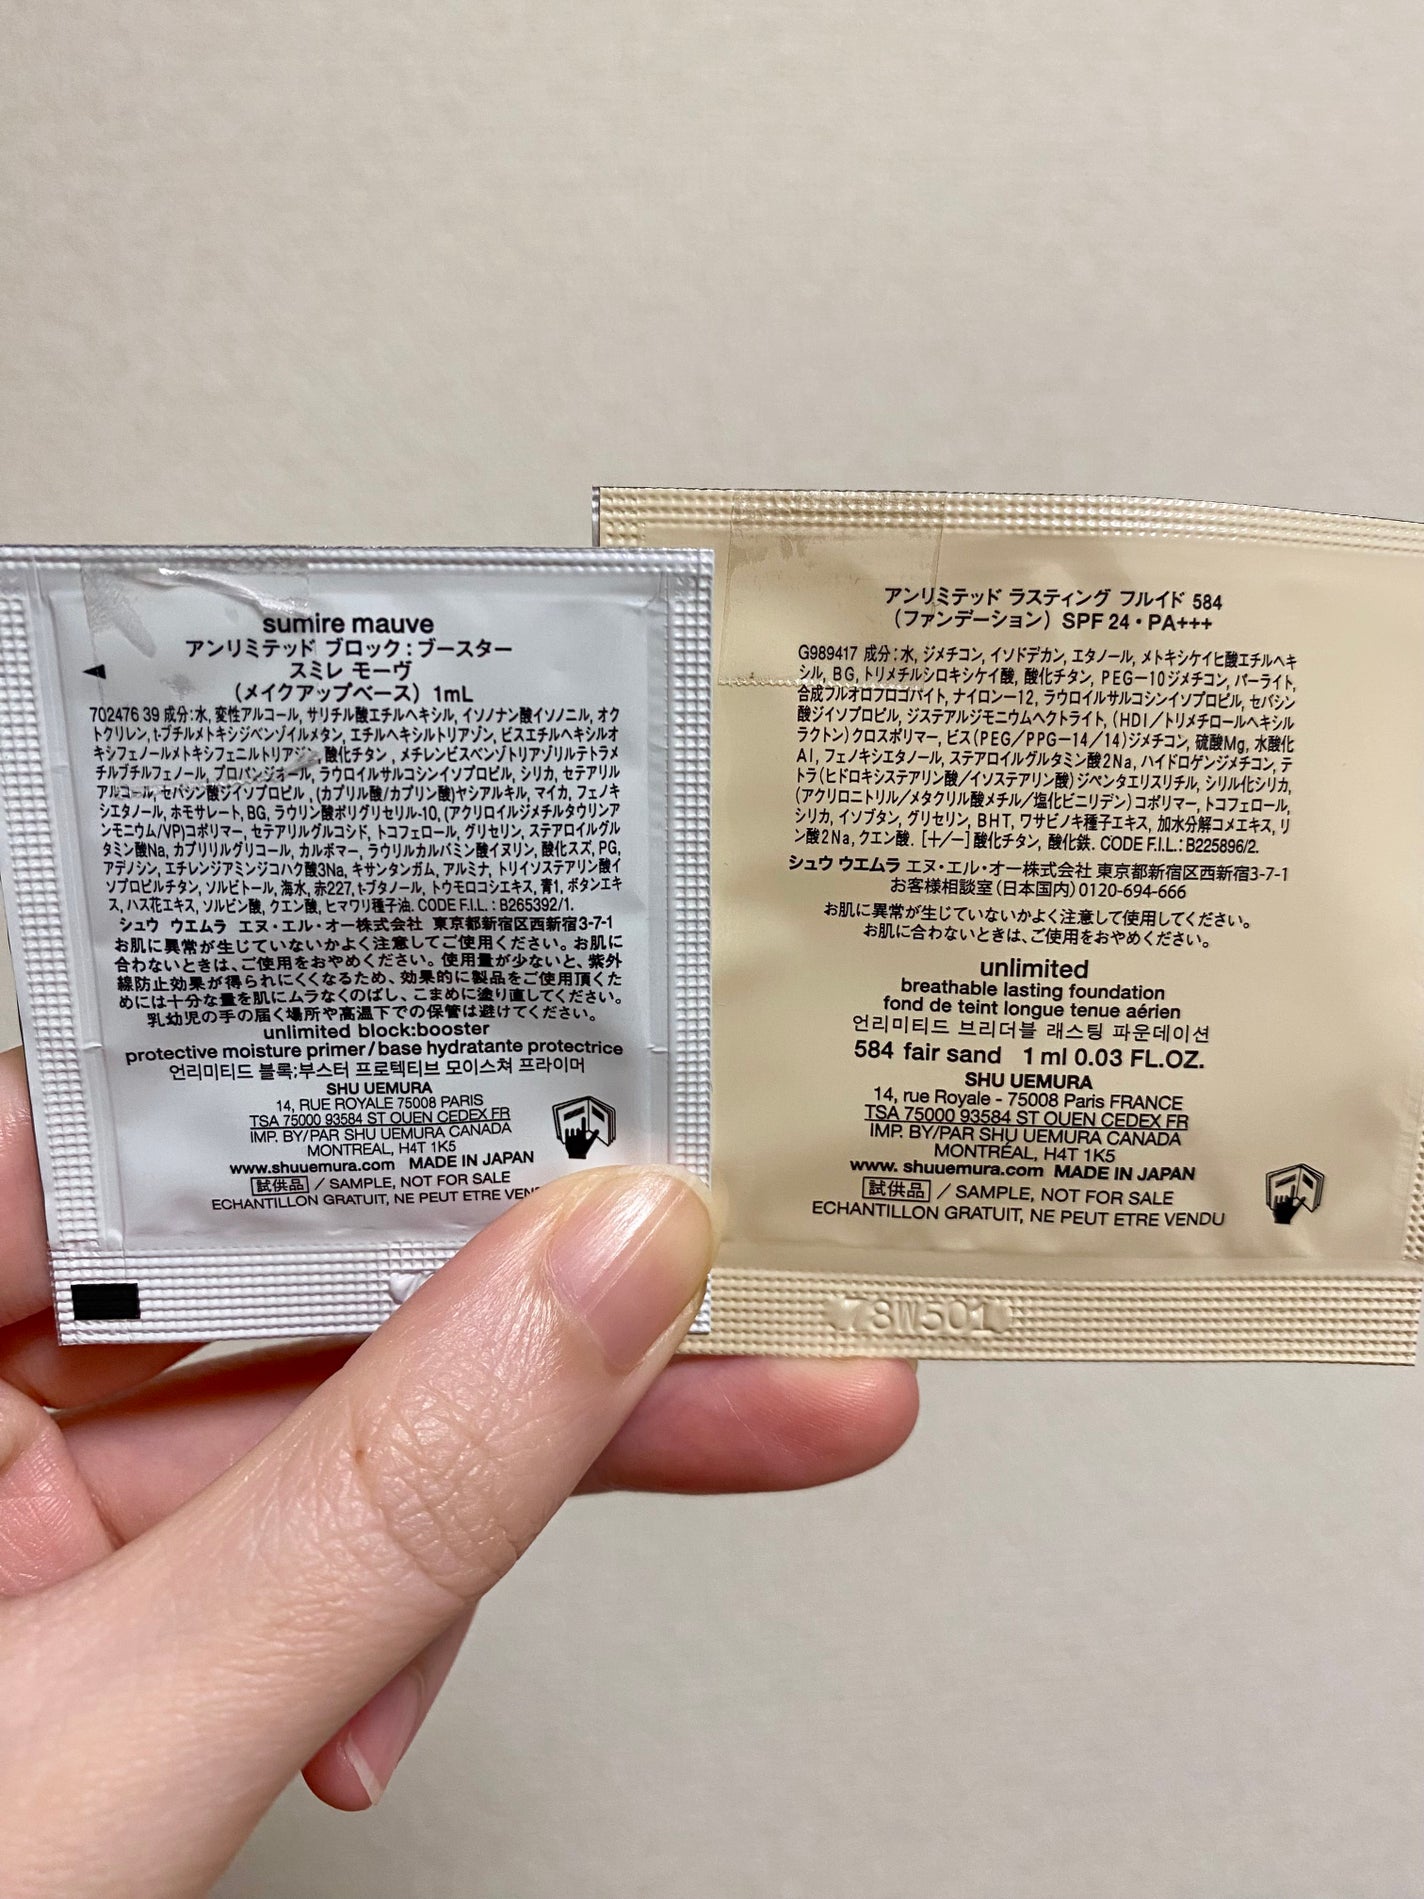 sumire mauve
アンリミテッド ブロック：ブースター
スミレ モーヴ
（メイクアップベース）1mL
702476 39 成分：水, 変性アルコール, サリチル酸エチルヘキシル, イソノナン酸イソノニル, オク
トクリレン, t-ブチルメトキシジベンゾイルメタン, エチルヘキシルトリアゾン, ビスエチルヘキシルオ
キシフェノールメトキシフェニルトリアジン, 酸化チタン , メチレンビスベンゾトリアゾリルテトラメ
チルブチルフェノール, プロパンジオール, ラウロイルサルコシンイソプロピル, シリカ, セテアリル
アルコール, セバシン酸ジイソプロピル , (カプリル酸/カプリン酸)ヤシアルキル, マイカ, フェノキ
シエタノール, ホモサレート, BG, ラウリン酸ポリグリセリル-10, (アクリロイルジメチルタウリンア
ンモニウム/VP)コポリマー, セテアリルグルコシド, トコフェロール, グリセリン, ステアロイルグル
タミン酸Na, カプリリルグリコール, カルボマー, ラウリルカルバミン酸イヌリン, 酸化スズ, PG,
アデノシン, エチレンジアミンジコハク酸3Na, キサンタンガム, アルミナ, トリイソステアリン酸イ
ソプロピルチタン, ソルビトール, 海水, 赤227, t-ブタノール, トウモロコシエキス, 青1, ボタンエキ
ス, ハス花エキス, ソルビン酸, クエン酸, ヒマワリ種子油. CODE F.I.L. : B265392/1.
シュウ ウエムラ エヌ・エル・オー株式会社 東京都新宿区西新宿3-7-1
お肌に異常が生じていないかよく注意してご使用ください。お肌に
合わないときは、ご使用をおやめください。使用量が少ないと、紫外
線防止効果が得られにくくなるため、効果的に製品をご使用頂くた
めには十分な量を肌にムラなくのばし、こまめに塗り直してください。
乳幼児の手の届く場所や高温下での保管は避けてください。
unlimited block:booster
protective moisture primer / base hydratante protectrice
언리미티드 블록:부스터 프로텍티브 모이스쳐 프라이머
SHU UEMURA
14, RUE ROYALE 75008 PARIS
TSA 75000 93584 ST OUEN CEDEX FR
IMP. BY/PAR SHU UEMURA CANADA
MONTREAL, H4T 1K5
www.shuuemura.com MADE IN JAPAN
試供品 / SAMPLE, NOT FOR SALE
ECHANTILLON GRATUIT, NE PEUT ETRE
アンリミテッド ラスティング フルイド 584
（ファンデーション）SPF 24・PA+++
G989417 成分：水, ジメチコン, イソドデカン, エタノール, メトキシケイヒ酸エチルヘキ
シル, BG, トリメチルシロキシケイ酸, 酸化チタン, PEG－10ジメチコン, パーライト,
合成フルオロフロゴパイト, ナイロン－12, ラウロイルサルコシンイソプロピル, セバシン
酸ジイソプロピル, ジステアルジモニウムヘクトライト, (HDI／トリメチロールヘキシル
ラクトン)クロスポリマー, ビス(PEG／PPG－14／14)ジメチコン, 硫酸Mg, 水酸化
Al, フェノキシエタノール, ステアロイルグルタミン酸2Na, ハイドロゲンジメチコン, テ
トラ(ヒドロキシステアリン酸／イソステアリン酸)ジペンタエリスリチル, シリル化シリカ,
(アクリロニトリル／メタクリル酸メチル／塩化ビニリデン)コポリマー, トコフェロール,
シリカ, イソブタン, グリセリン, BHT, ワサビノキ種子エキス, 加水分解コメエキス, リ
ン酸2Na, クエン酸. [＋/－] 酸化チタン, 酸化鉄. CODE F.I.L.: B225896/2.
シュウ ウエムラ エヌ・エル・オー株式会社 東京都新宿区西新宿3-7-1
お客様相談室（日本国内）0120-694-666
お肌に異常が生じていないかよく注意して使用してください。
お肌に合わないときは、ご使用をおやめください。
unlimited
breathable lasting foundation
fond de teint longue tenue aérien
언리미티드 브리더블 래스팅 파운데이션
584 fair sand 1 ml 0.03 FL.OZ.
SHU UEMURA
14, rue Royale - 75008 Paris FRANCE
TSA 75000 93584 ST OUEN CEDEX FR
IMP. BY/PAR SHU UEMURA CANADA
MONTRÉAL, H4T 1K5
www. shuuemura.com MADE IN JAPAN
試供品 / SAMPLE, NOT FOR SALE
ECHANTILLON GRATUIT, NE PEUT ETRE VENDU
78W501